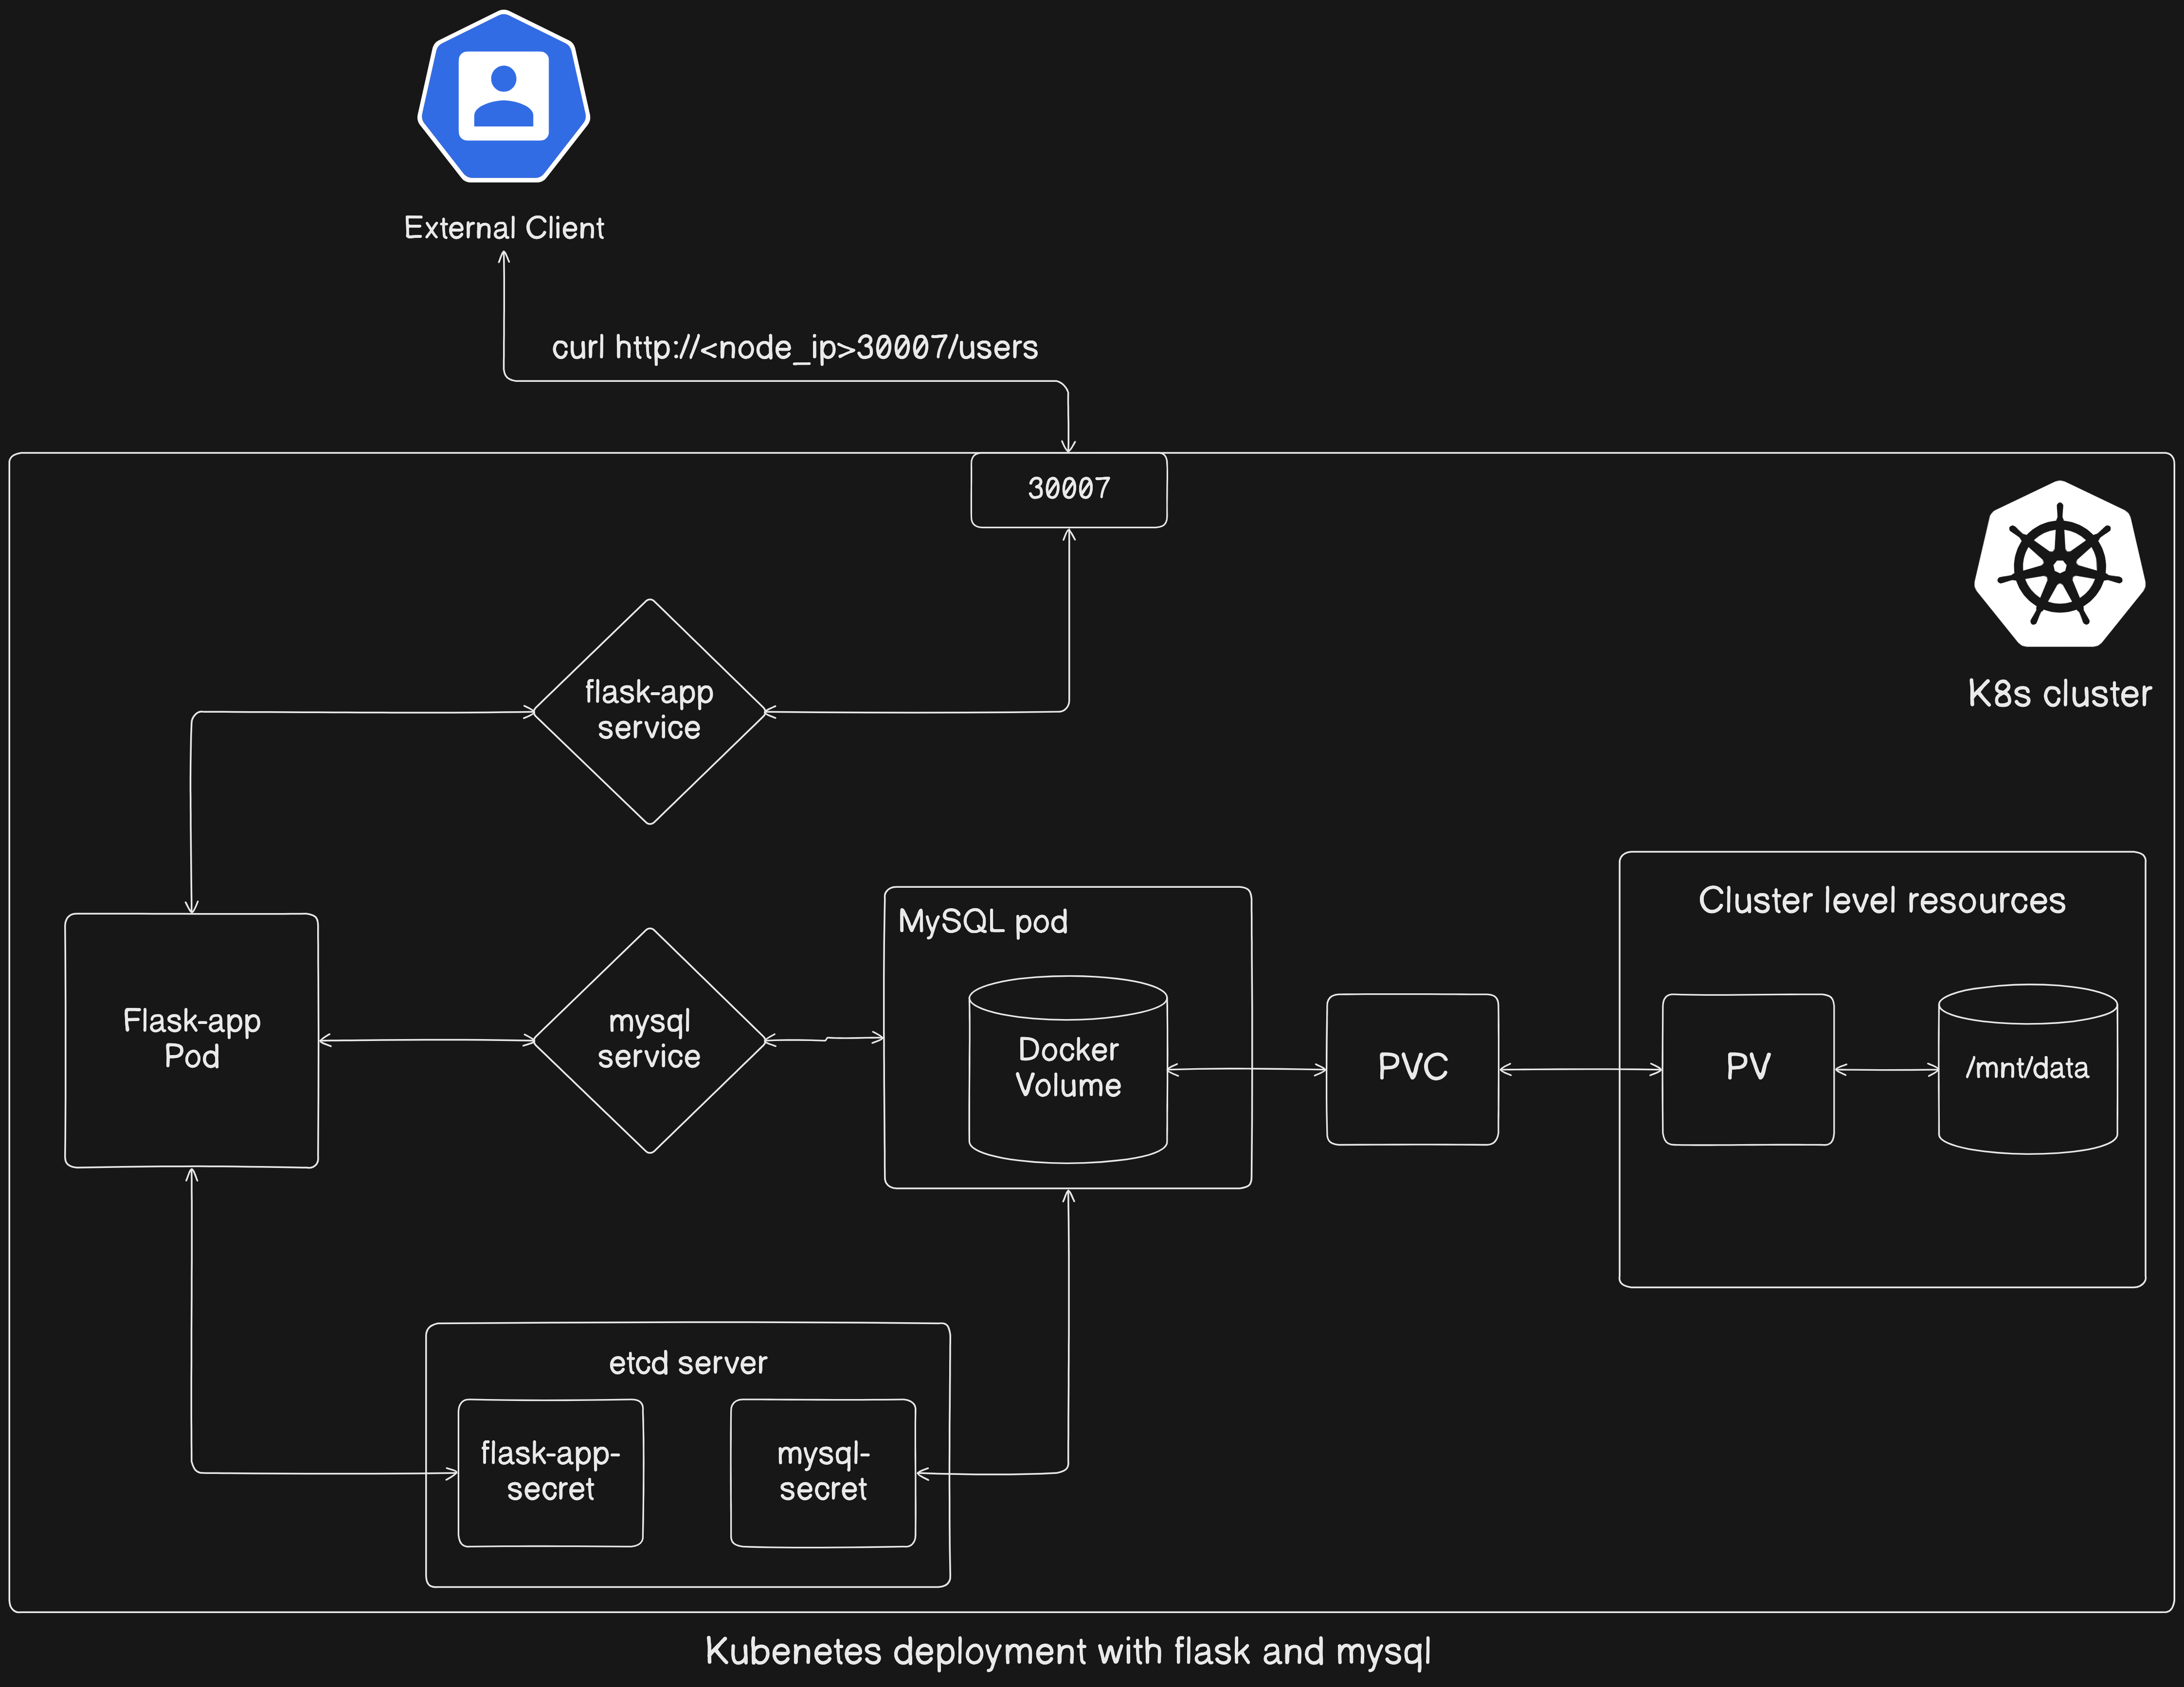 External Client
curl http://<node_ip>30007/users
30007
K8s cluster
flask-app
service
Cluster level resources
MySQL pod
Flask-app
Pod
mysql
service
Docker
Volume
PVC
PV
/mnt/data
etcd server
flask-app-
secret
mysql-
secret
Kubenetes deployment with flask and mysql